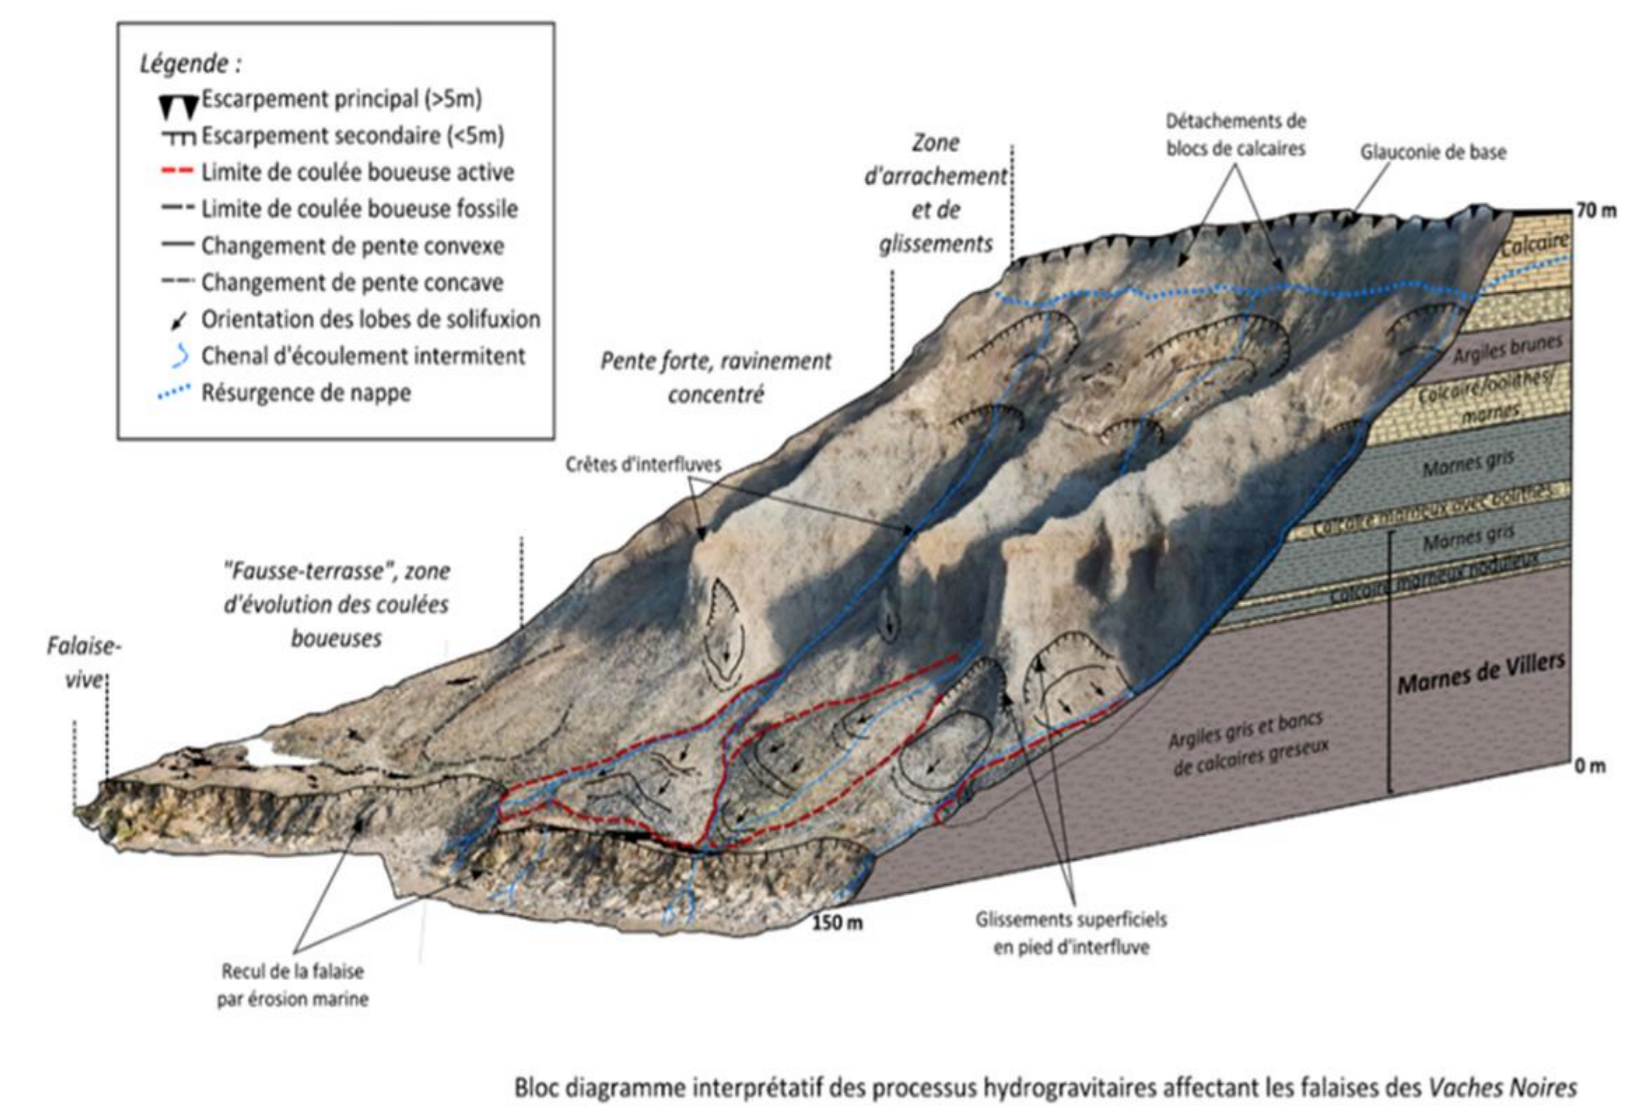 Légende :
Escarpement principal (>5m)
Escarpement secondaire (<5m)
Limite de coulée boueuse active
Limite de coulée boueuse fossile
Changement de pente convexe
Changement de pente concave
Orientation des lobes de solifuxion
Chenal d'écoulement intermitent
Résurgence de nappe
Falaise-
vive
"Fausse-terrasse", zone
d'évolution des coulées
boueuses
Pente forte, ravinement
concentré
Crêtes d'interfluves
Zone
d'arrachement
et de
glissements
Détachements de
blocs de calcaires
Glauconie de base
70 m
Calcaire
Argiles brunes
Calcaire/oolithes/
marnes
Marnes gris
Calcaire marneux avec oolithes
Marnes gris
Calcaire marneux noduleux
Marnes de Villers
Argiles gris et bancs
de calcaires greseux
0 m
150 m
Glissements superficiels
en pied d'interfluve
Recul de la falaise
par érosion marine
Bloc diagramme interprétatif des processus hydrogravitaires affectant les falaises des Vaches Noires